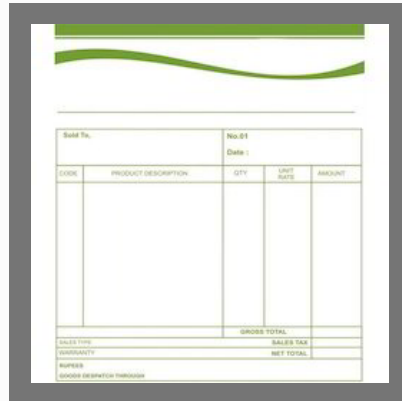 Sold To. No.01
Date :
CODE PRODUCT DESCRIPTION QTY UNIT RATE AMOUNT
GROSS TOTAL
SALES TYPE SALES TAX
WARRANTY NET TOTAL
RUPEES
GOODS DESPATCH THROUGH